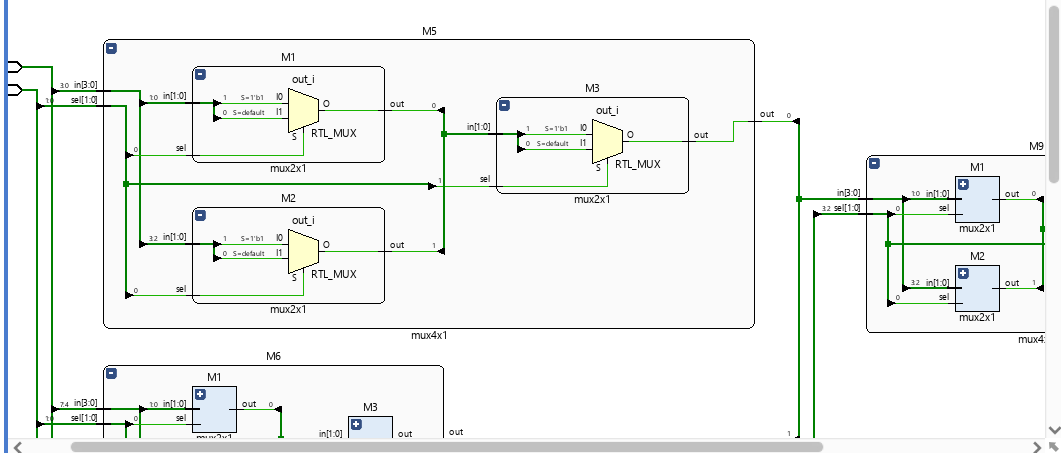 M5
M1
out_i
3:0 in[3:0]
1:0 in[1:0]
1 S=1'b1 I0 O out 0
0 S=default I1
1:0 sel[1:0]
S RTL_MUX
0 sel
mux2x1
M3
out_i
in[1:0] 1 S=1'b1 I0 O out
0 S=default I1
S RTL_MUX
1 sel
mux2x1
out 0
M2
out_i
3:2 in[1:0] 1 S=1'b1 I0 O out 1
0 S=default I1
S RTL_MUX
0 sel
mux2x1
mux4x1
M9
M1
in[3:0] 1:0 in[1:0] out 0
3:2 sel[1:0] 0 sel
mux2x1
M2
3:2 in[1:0] out 1
0 sel
mux2x1
mux4
M6
M1
7:4 in[3:0] 1:0 in[1:0] out 0
1:0 sel[1:0] 0 sel
mux2x1
M3
in[1:0] out
out
1